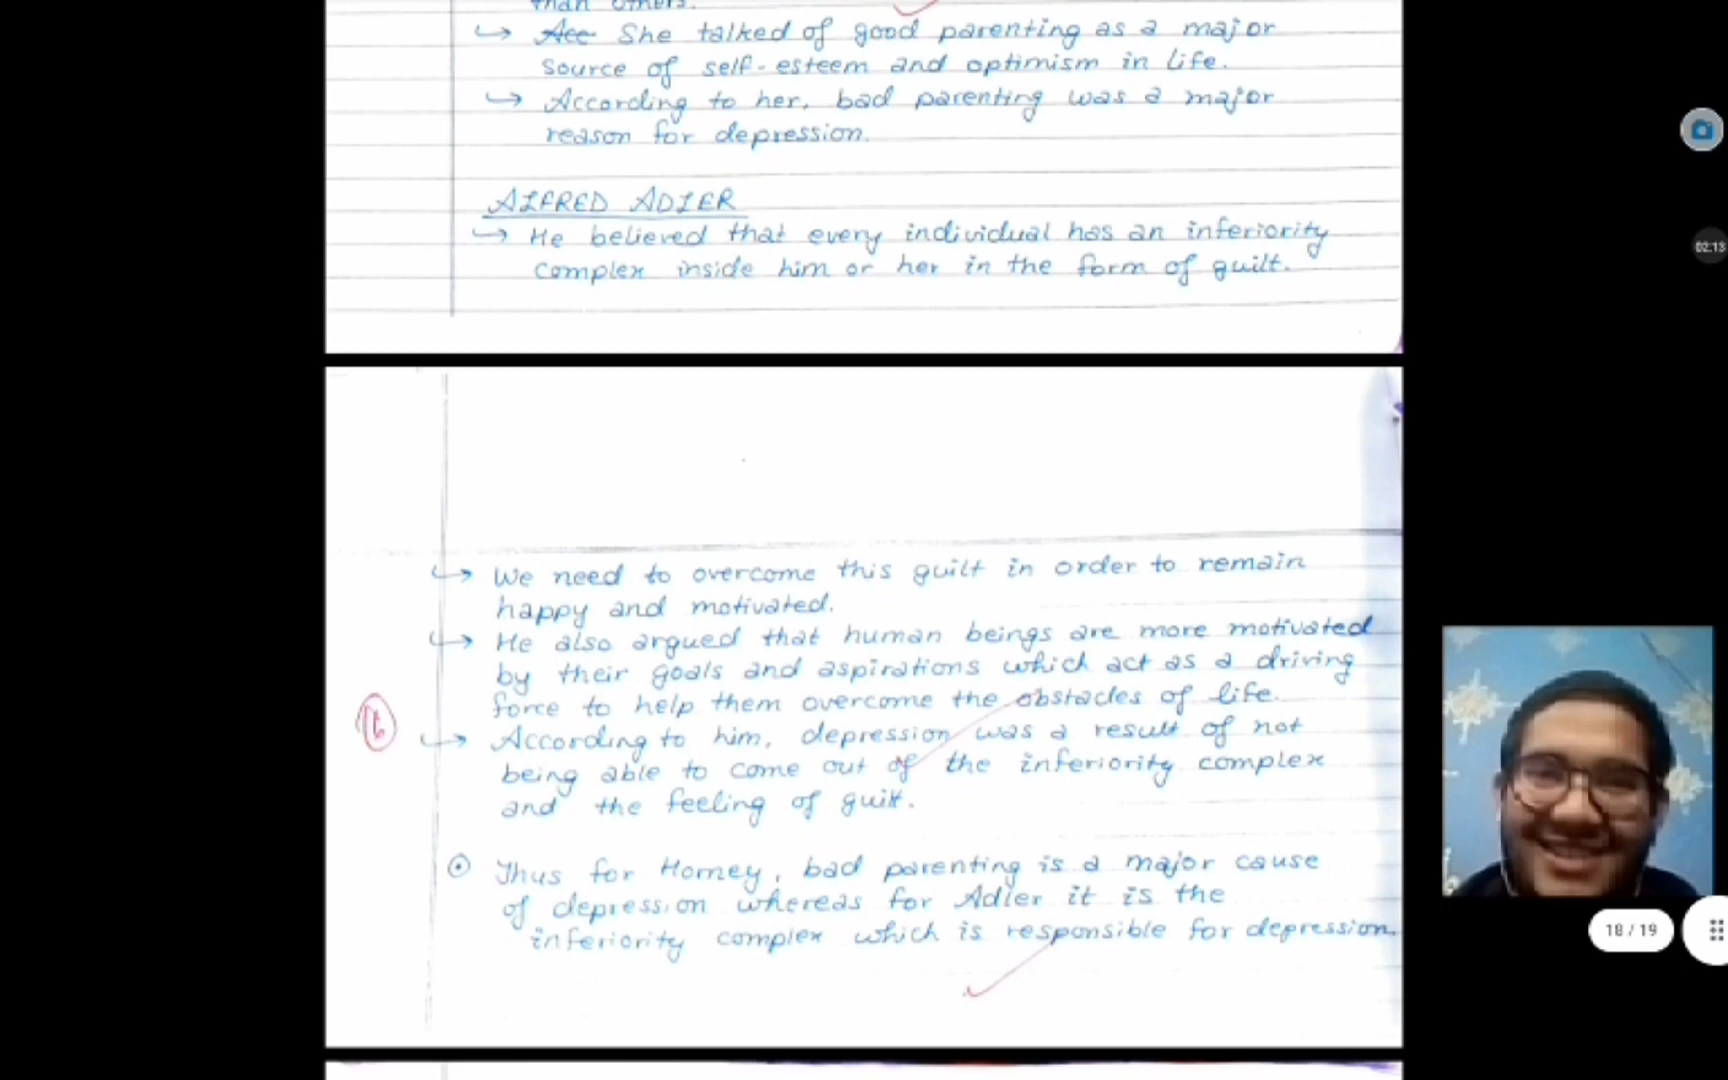 than others.
↳ Acc She talked of good parenting as a major
source of self-esteem and optimism in life.
↳ According to her, bad parenting was a major
reason for depression.
ALFRED ADLER
↳ He believed that every individual has an inferiority
complex inside him or her in the form of guilt.
02:13
↳ We need to overcome this guilt in order to remain
happy and motivated.
↳ He also argued that human beings are more motivated
by their goals and aspirations which act as a driving
force to help them overcome the obstacles of life.
↳ According to him, depression was a result of not
being able to come out of the inferiority complex
and the feeling of guilt.
⊙ Thus for Horney, bad parenting is a major cause
of depression whereas for Adler it is the
inferiority complex which is responsible for depression.
18 / 19